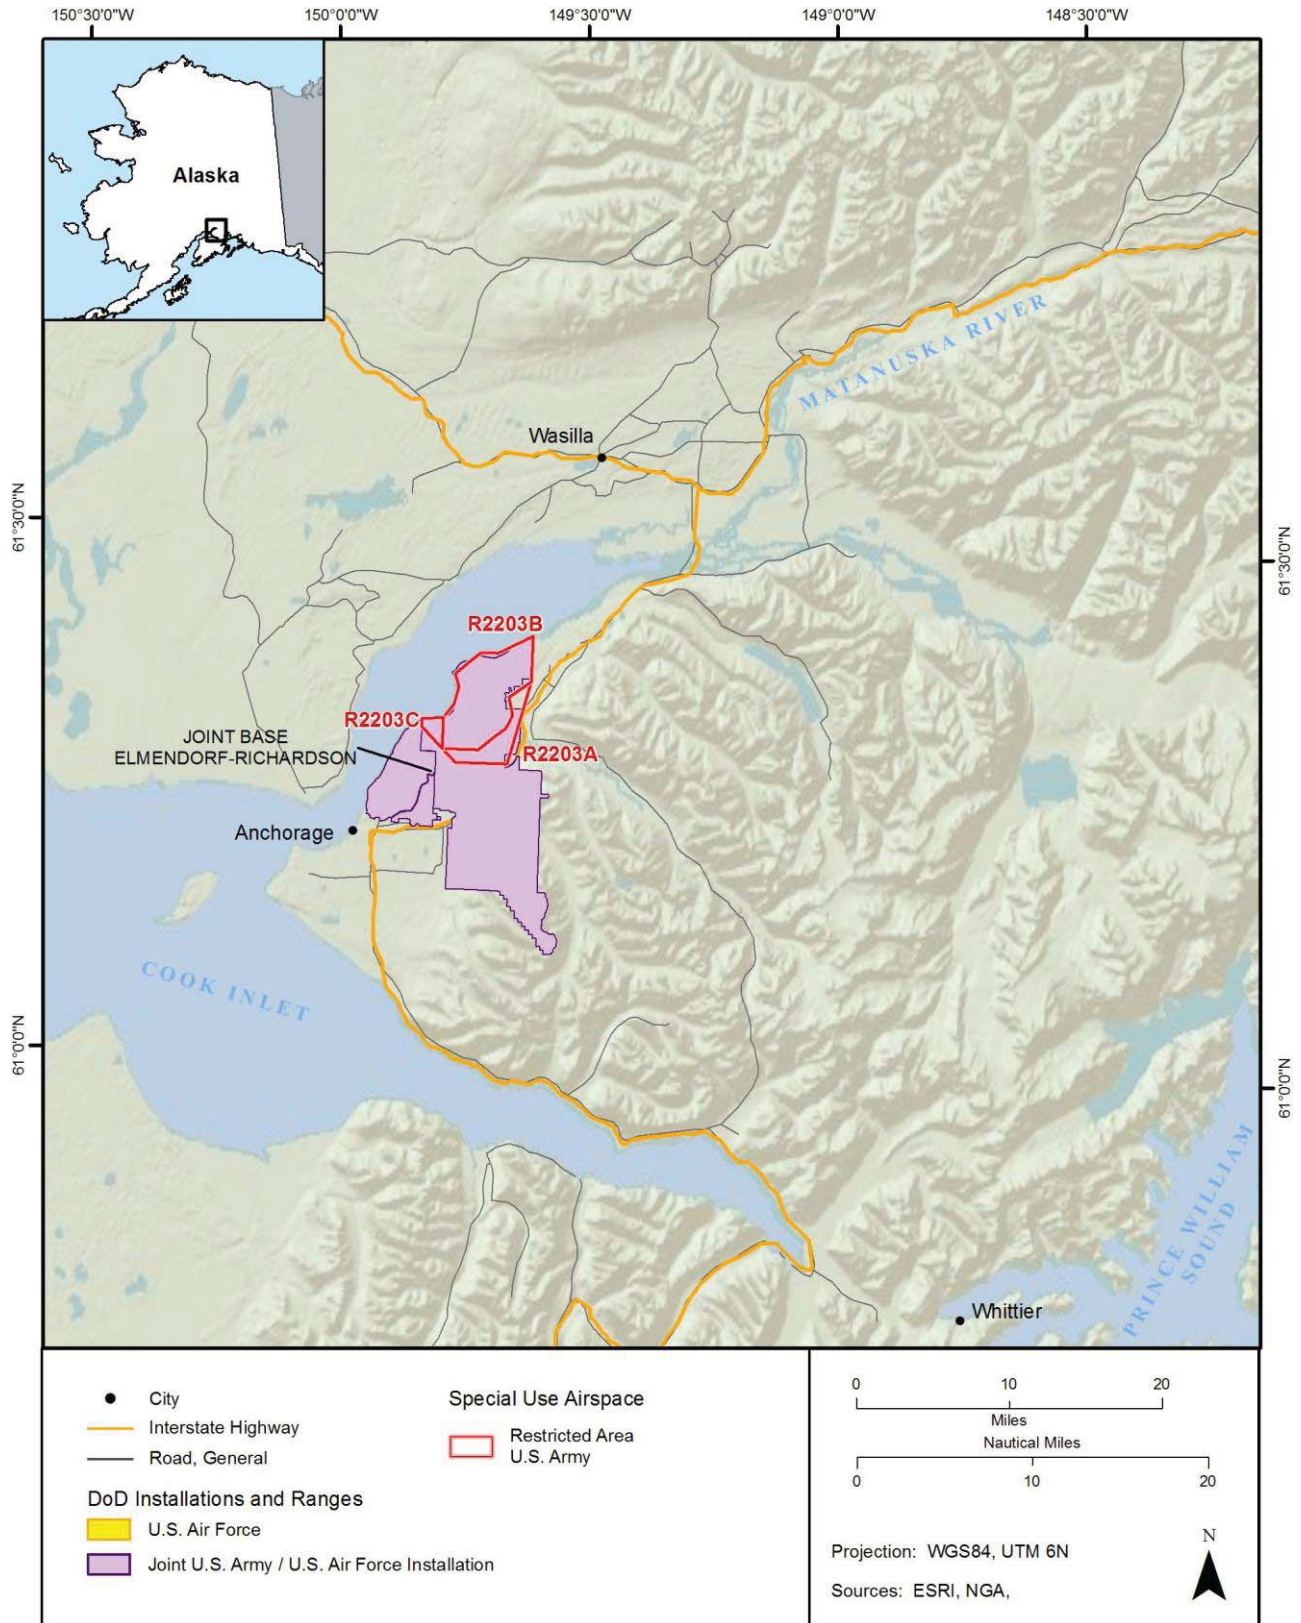 150°30'0"W
150°0'0"W
149°30'0"W
149°0'0"W
148°30'0"W
Alaska
MATANUSKA RIVER
Wasilla
61°30'0"N
61°30'0"N
R2203B
R2203C
JOINT BASE
ELMENDORF-RICHARDSON
R2203A
Anchorage
COOK INLET
61°0'0"N
61°0'0"N
PRINCE WILLIAM
SOUND
Whittier
City
Interstate Highway
Road, General
DoD Installations and Ranges
U.S. Air Force
Joint U.S. Army / U.S. Air Force Installation
Special Use Airspace
Restricted Area
U.S. Army
0 10 20
Miles
Nautical Miles
0 10 20
Projection: WGS84, UTM 6N
Sources: ESRI, NGA,
N